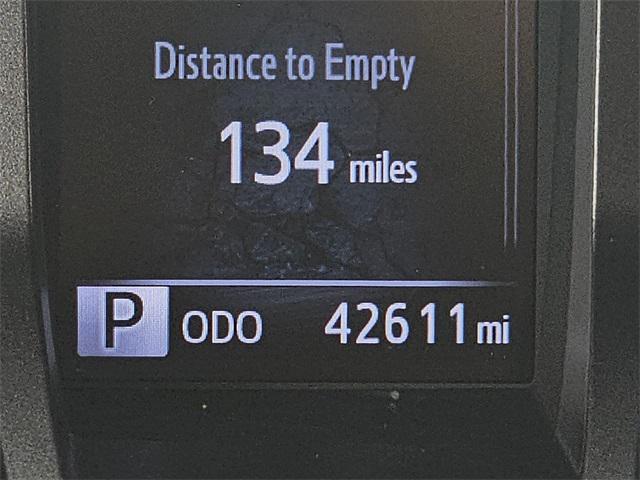 Distance to Empty
134 miles
P ODO 42611 mi